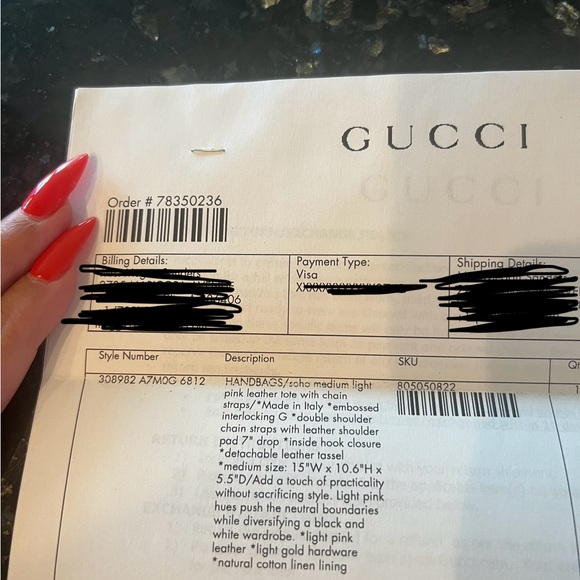 GUCCI
Order # 78350236
Billing Details:
Payment Type:
Visa
Shipping Details:
Style Number
Description
SKU
308982 A7M0G 6812
HANDBAGS/soho medium light
pink leather tote with chain
straps/*Made in Italy *embossed
interlocking G *double shoulder
chain straps with leather shoulder
pad 7" drop *inside hook closure
*detachable leather tassel
*medium size: 15"W x 10.6"H x
5.5"D/Add a touch of practicality
without sacrificing style. Light pink
hues push the neutral boundaries
while diversifying a black and
white wardrobe. *light pink
leather *light gold hardware
*natural cotton linen lining
805050822
1